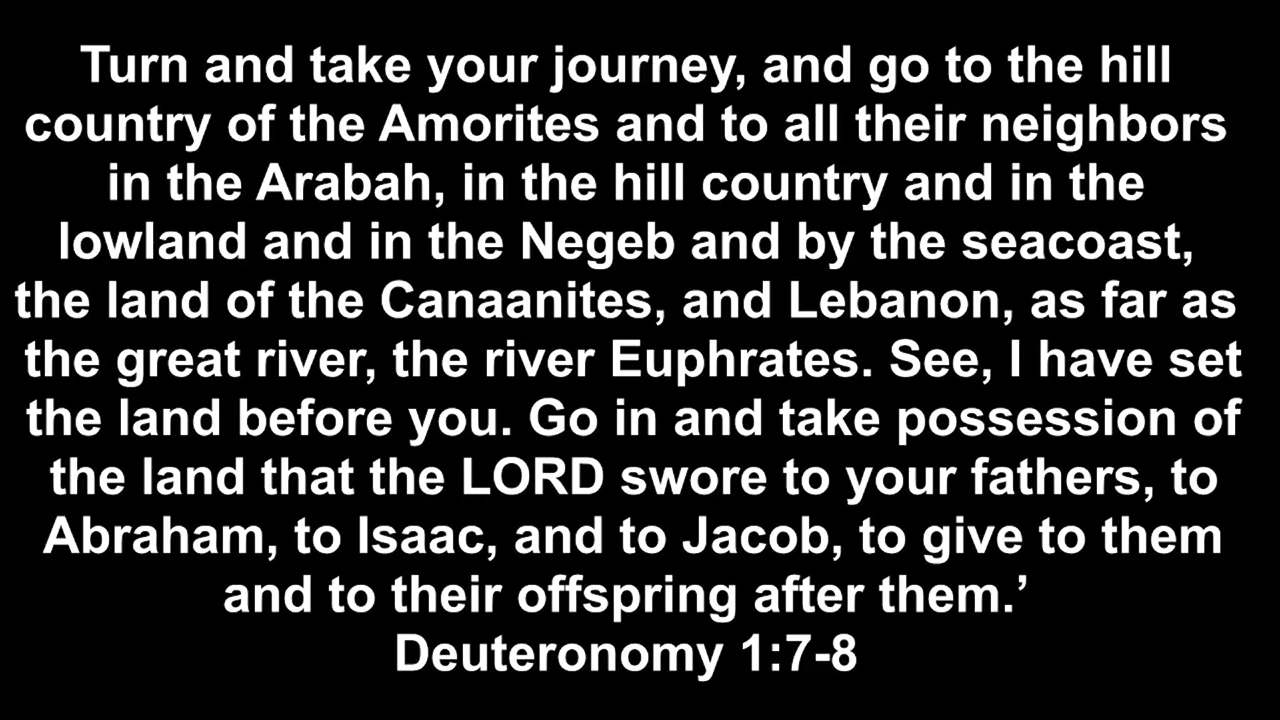 Turn and take your journey, and go to the hill
country of the Amorites and to all their neighbors
in the Arabah, in the hill country and in the
lowland and in the Negeb and by the seacoast,
the land of the Canaanites, and Lebanon, as far as
the great river, the river Euphrates. See, I have set
the land before you. Go in and take possession of
the land that the LORD swore to your fathers, to
Abraham, to Isaac, and to Jacob, to give to them
and to their offspring after them.’
Deuteronomy 1:7-8